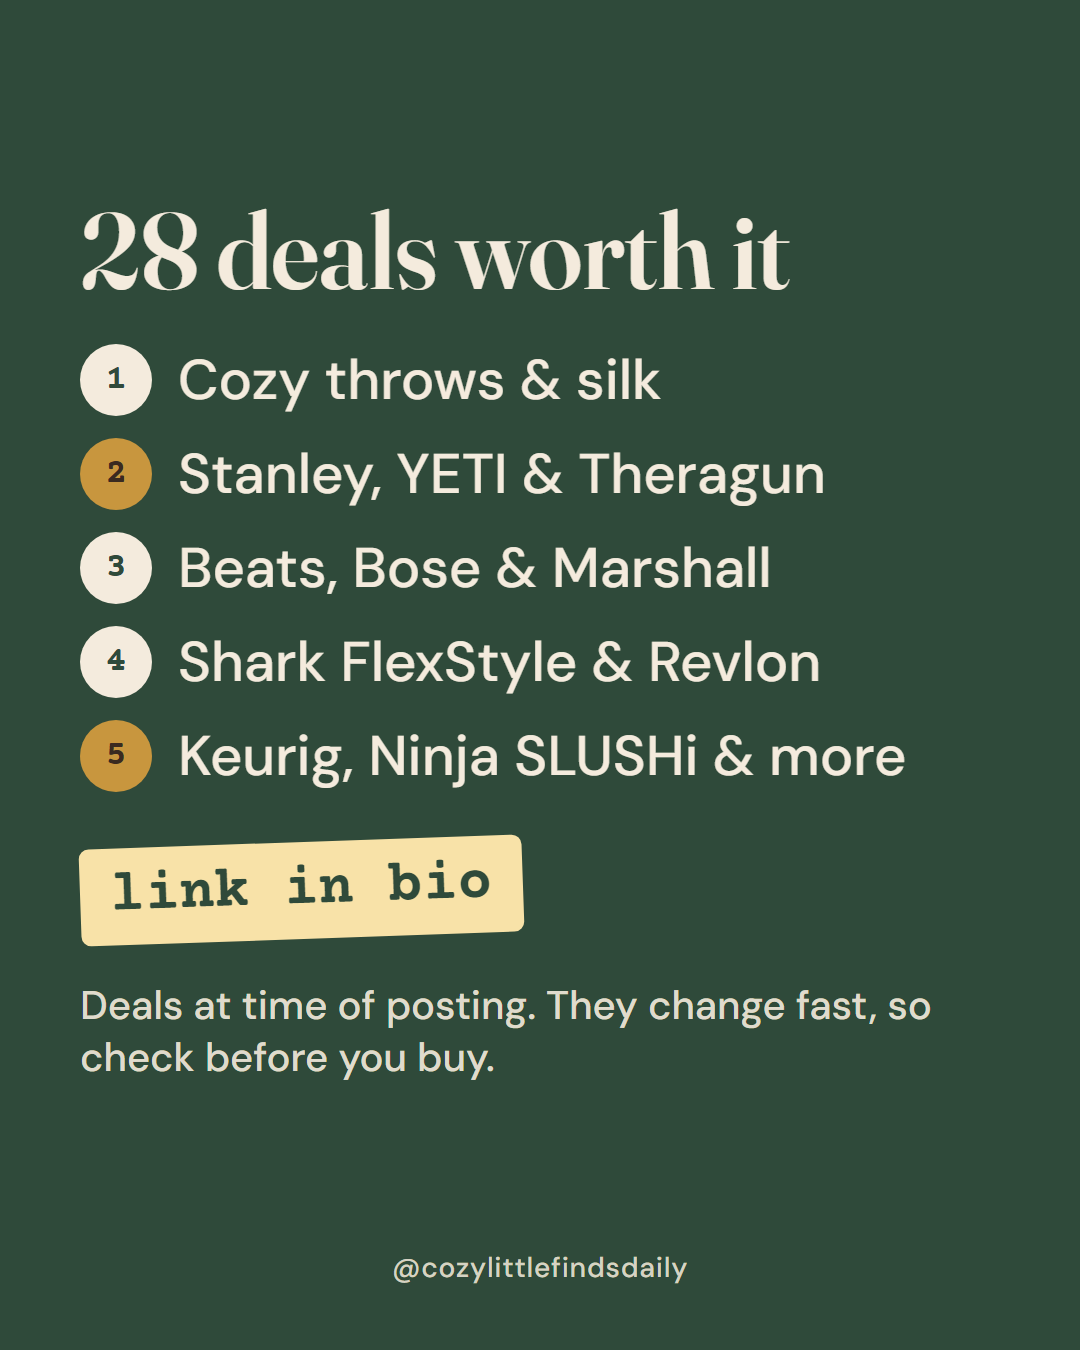 28 deals worth it
1 Cozy throws & silk
2 Stanley, YETI & Theragun
3 Beats, Bose & Marshall
4 Shark FlexStyle & Revlon
5 Keurig, Ninja SLUSHi & more
link in bio
Deals at time of posting. They change fast, so
check before you buy.
@cozylittlefindsdaily